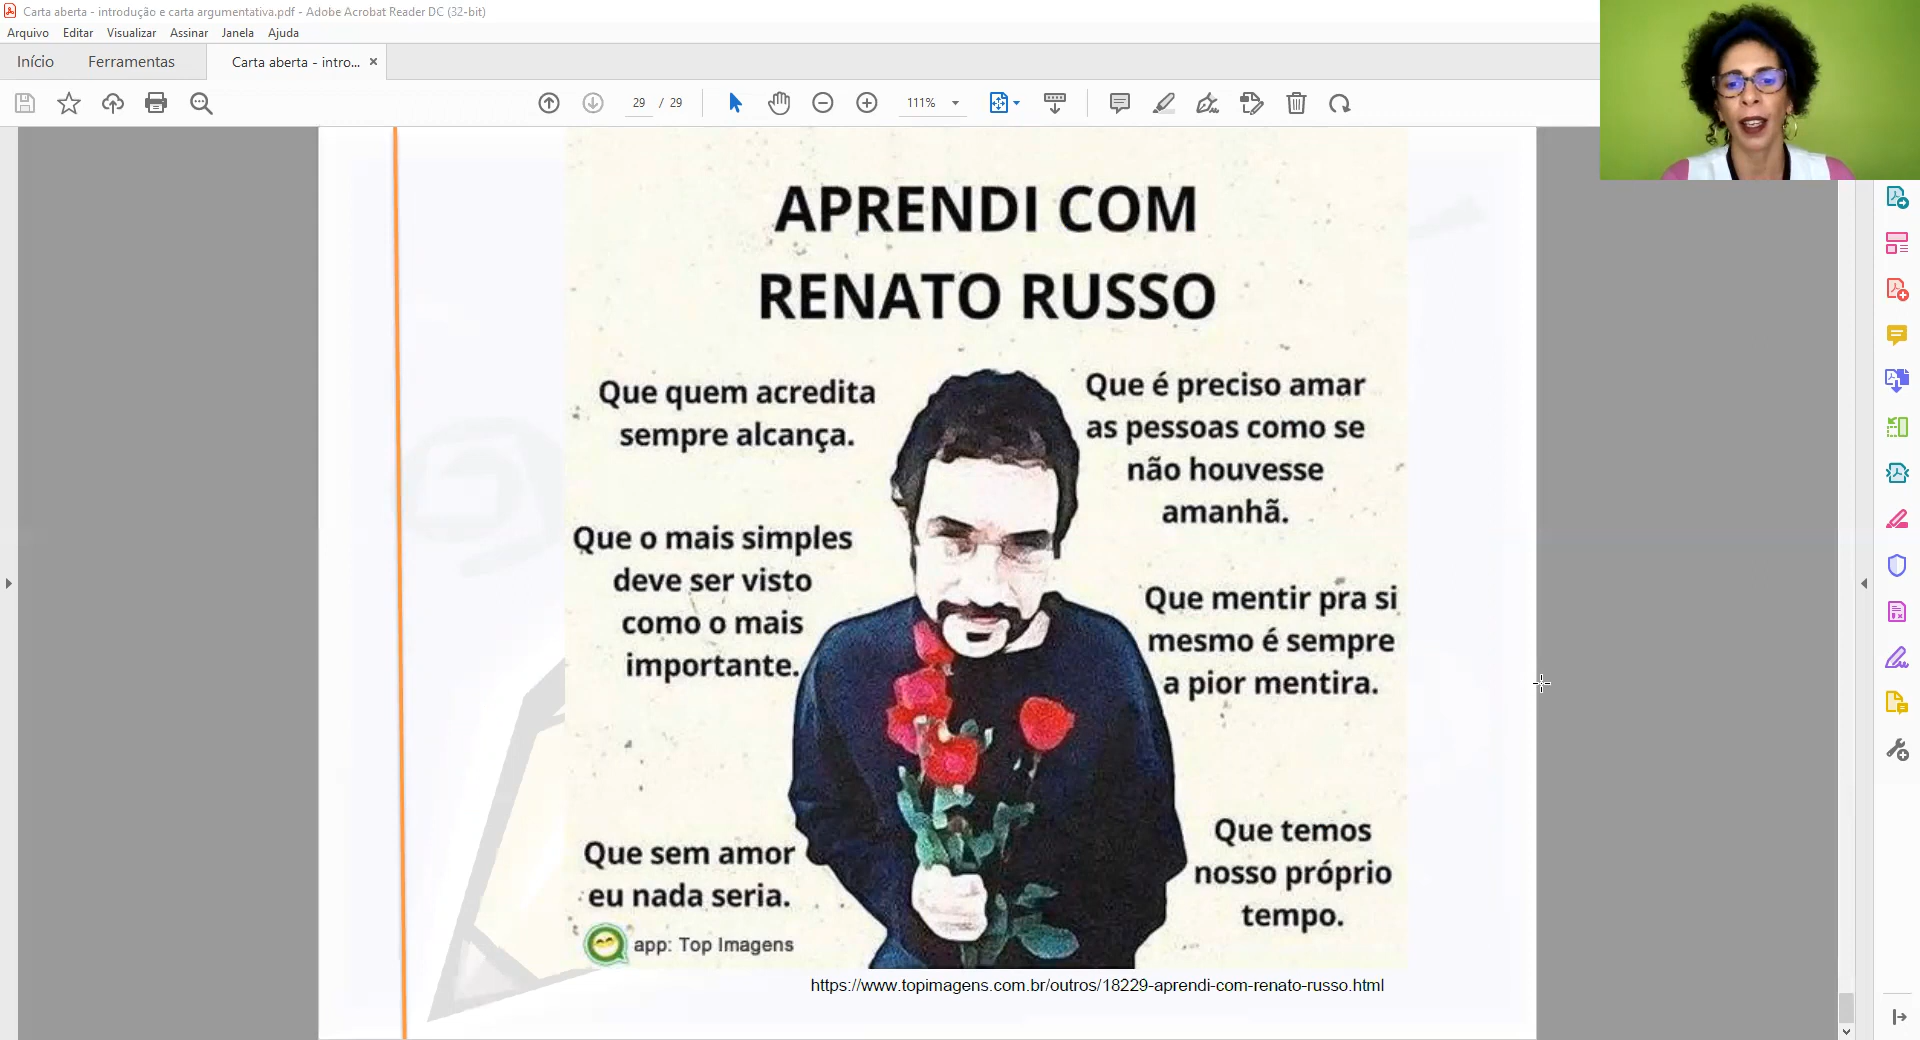 Carta aberta - introdução e carta argumentativa.pdf - Adobe Acrobat Reader DC (32-bit)
Arquivo Editar Visualizar Assinar Janela Ajuda
Início Ferramentas Carta aberta - intro... ×
29 / 29 111%
APRENDI COM
RENATO RUSSO
Que quem acredita
sempre alcança.
Que o mais simples
deve ser visto
como o mais
importante.
Que sem amor
eu nada seria.
Que é preciso amar
as pessoas como se
não houvesse
amanhã.
Que mentir pra si
mesmo é sempre
a pior mentira.
Que temos
nosso próprio
tempo.
app: Top Imagens
https://www.topimagens.com.br/outros/18229-aprendi-com-renato-russo.html